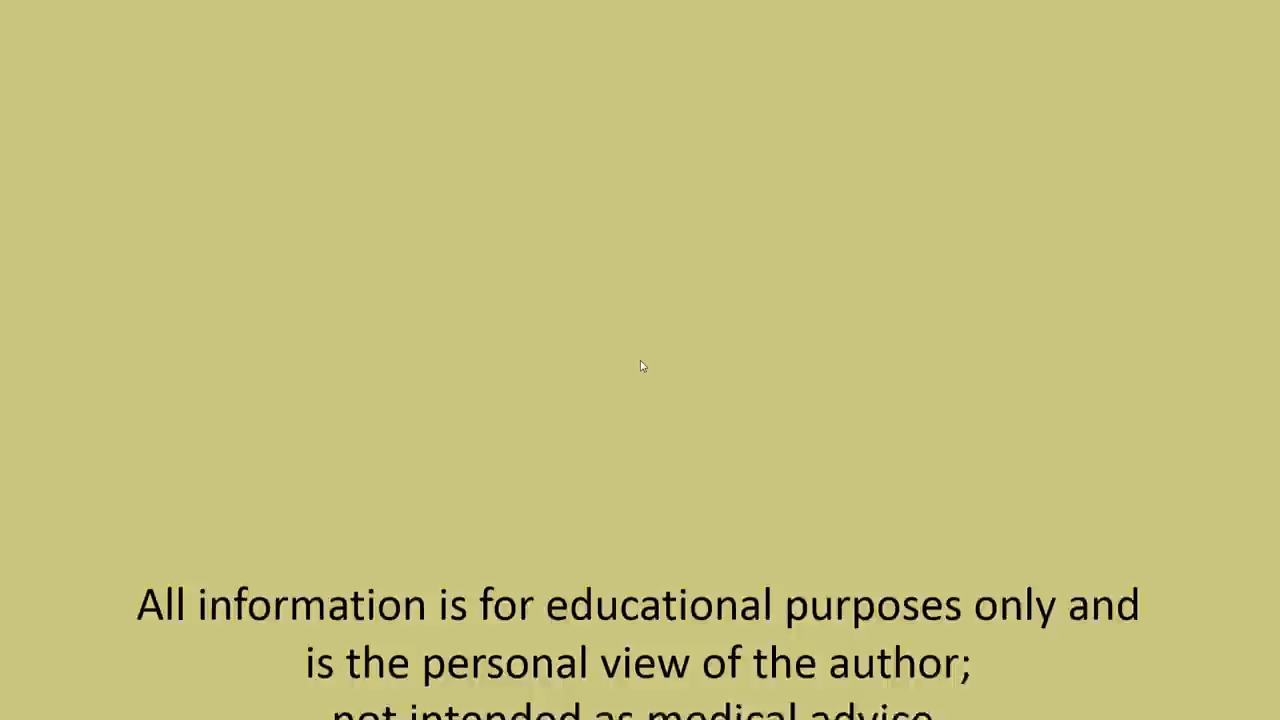 All information is for educational purposes only and
is the personal view of the author;
not intended as medical advice